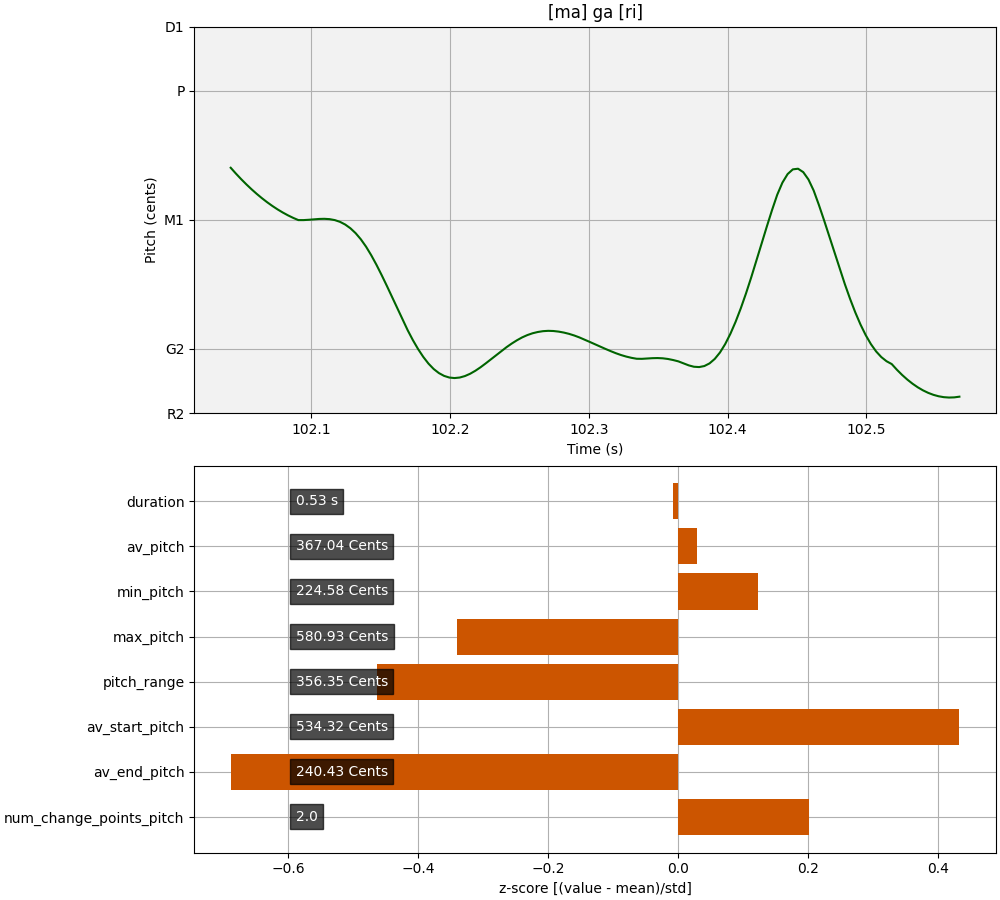 [ma] ga [ri]
D1
P
M1
G2
R2
Pitch (cents)
102.1 102.2 102.3 102.4 102.5
Time (s)
duration 0.53 s
av_pitch 367.04 Cents
min_pitch 224.58 Cents
max_pitch 580.93 Cents
pitch_range 356.35 Cents
av_start_pitch 534.32 Cents
av_end_pitch 240.43 Cents
num_change_points_pitch 2.0
−0.6 −0.4 −0.2 0.0 0.2 0.4
z-score [(value - mean)/std]